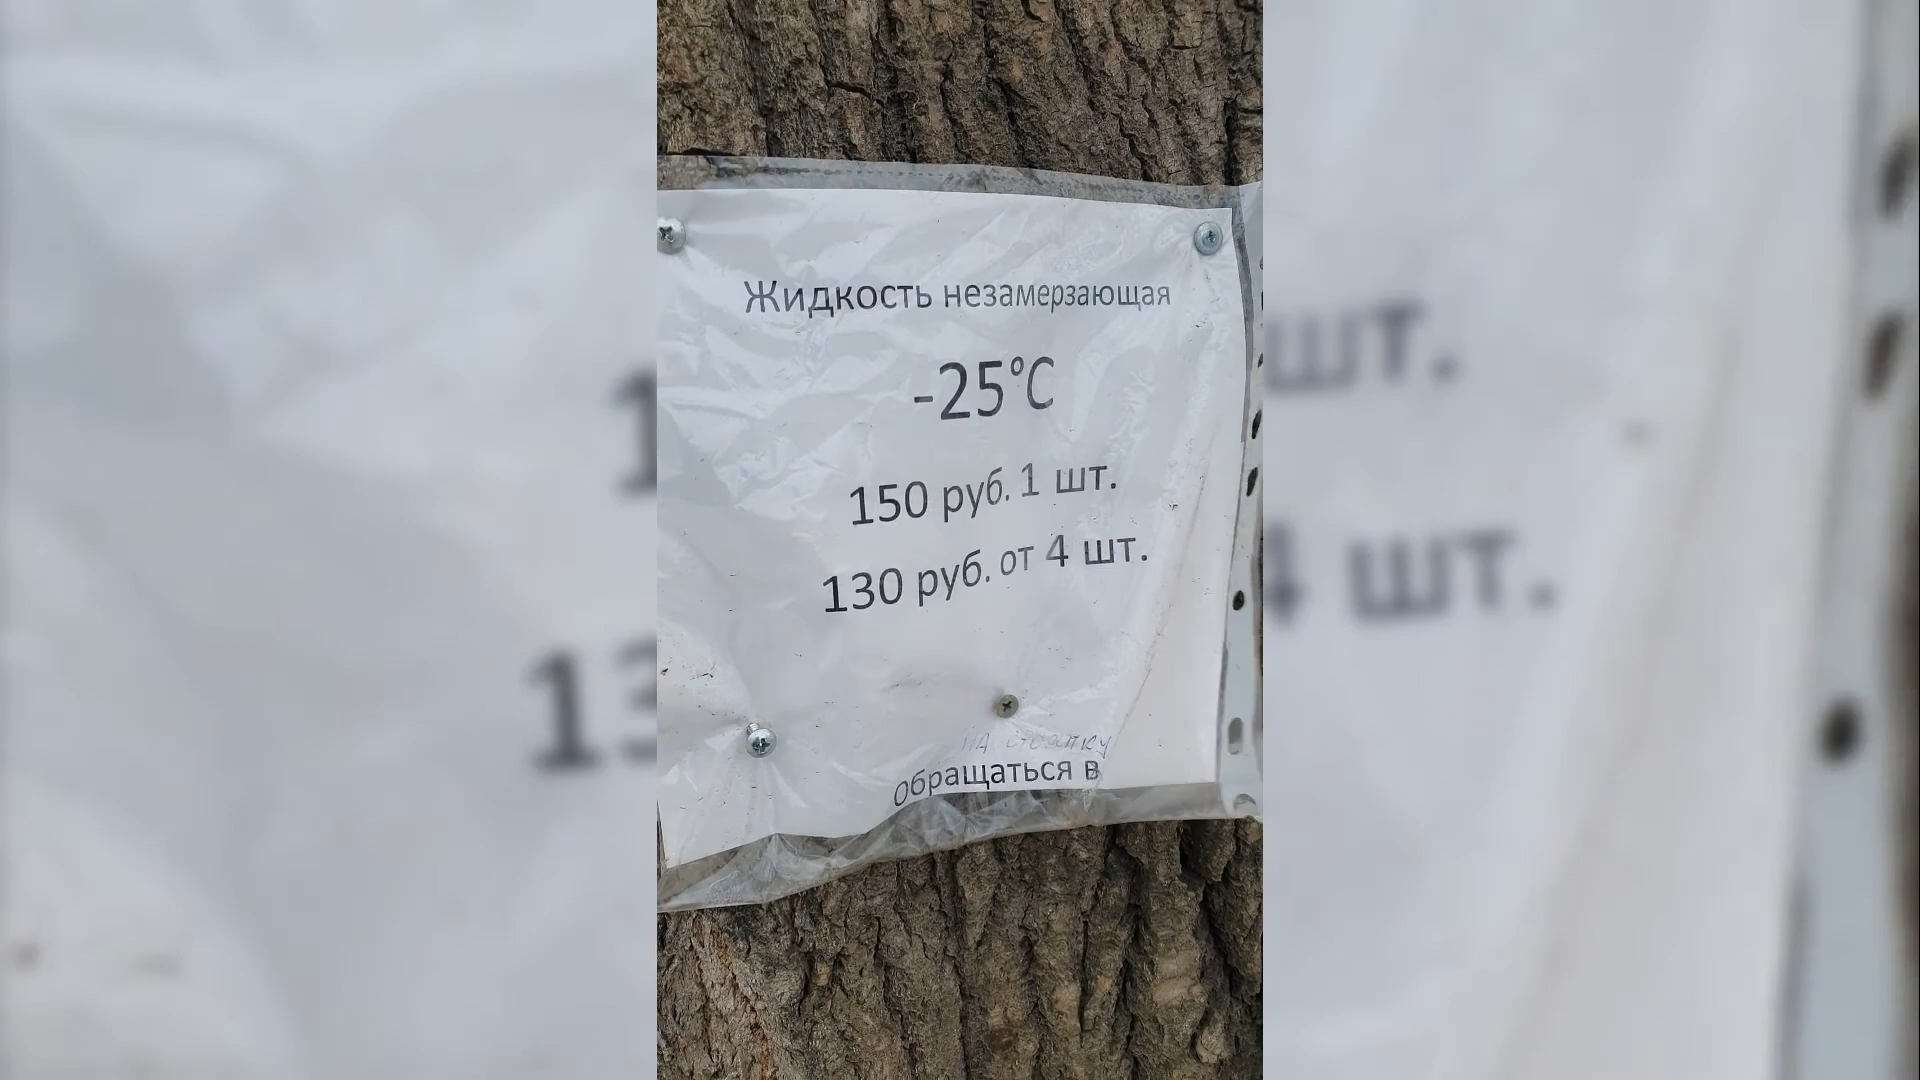 Жидкость незамерзающая
-25°С
150 руб. 1 шт.
130 руб. от 4 шт.
на стоянку
Обращаться в